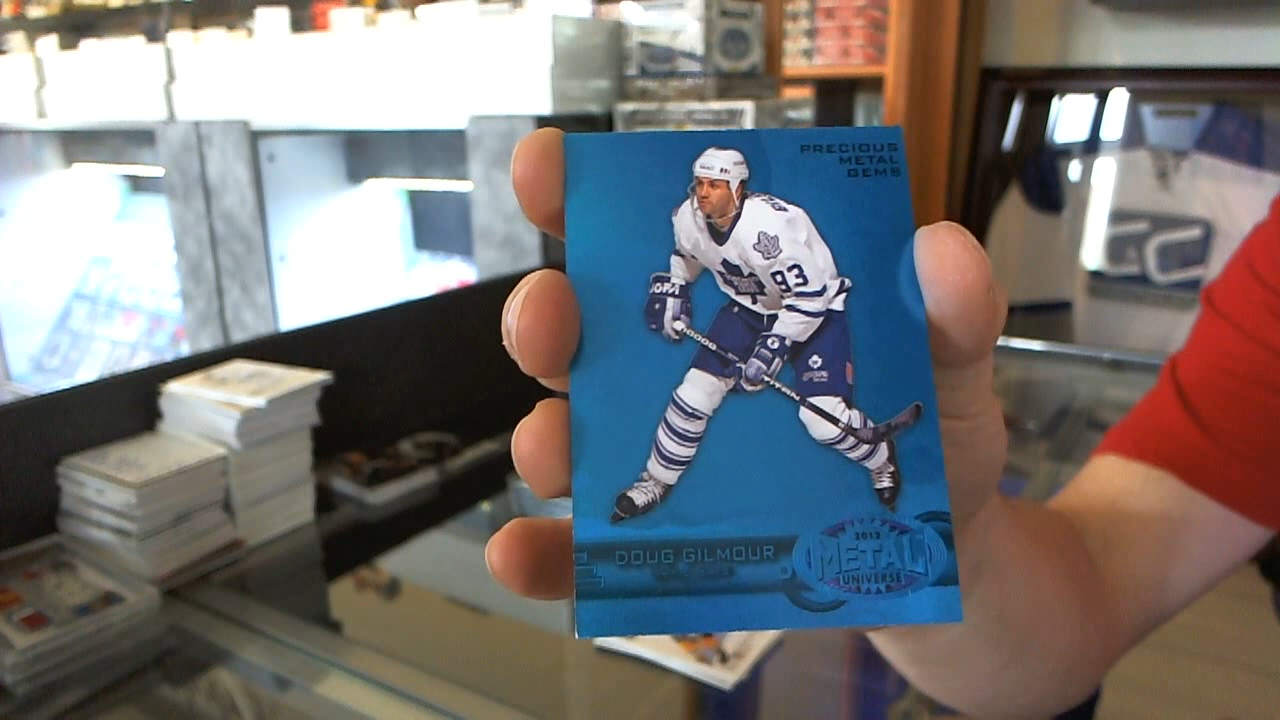 PRECIOUS
METAL
GEMS
93
DOUG GILMOUR
2012
METAL
UNIVERSE